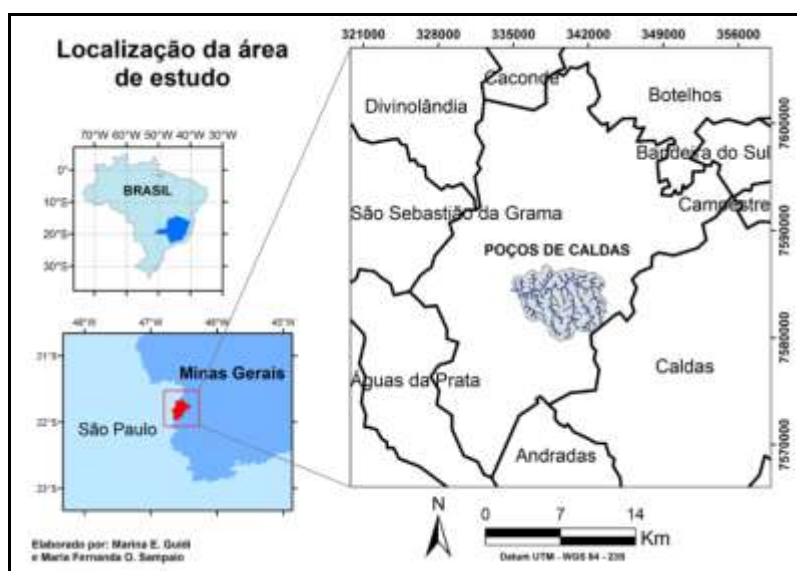 Localização da área
de estudo
70°W 60°W 50°W 40°W 30°W
0°
10°S
20°S
30°S
BRASIL
48°W 47°W
21°S
22°S
23°S
Minas Gerais
São Paulo
Elaborado por: Marina E. Guidi
e Maria Fernanda O. Sampaio
321000 328000 335000 342000 349000 356000
Caconde
Divinolândia
Botelhos
Bandeira do Sul
Campestre
São Sebastião da Grama
POÇOS DE CALDAS
Caldas
Águas da Prata
Andradas
7600000
7590000
7580000
7570000
N
0 7 14
Km
Datum UTM - WGS 84 - 23S